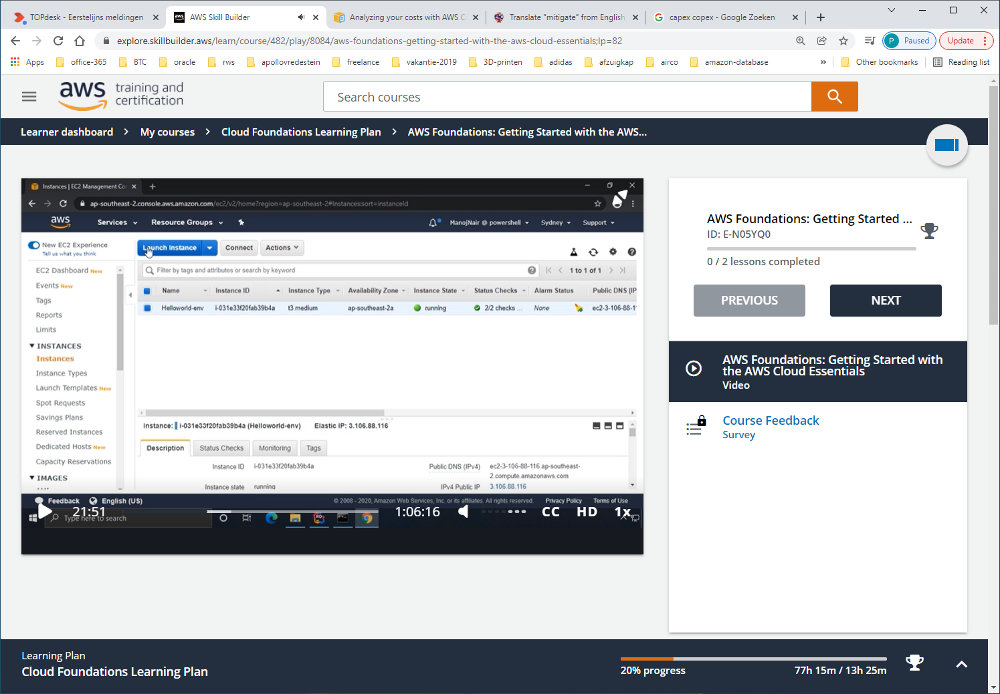 TOPdesk - Eerstelijns meldingen
AWS Skill Builder
Analyzing your costs with AWS C
Translate "mitigate" from English
capex copex - Google Zoeken
explore.skillbuilder.aws/learn/course/482/play/8084/aws-foundations-getting-started-with-the-aws-cloud-essentials;lp=82
P Paused
Update
Apps
office-365
BTC
oracle
rws
apollovredestein
freelance
vakantie-2019
3D-printen
adidas
afzuigkap
airco
amazon-database
»
Other bookmarks
Reading list
aws training and certification
Search courses
Learner dashboard > My courses > Cloud Foundations Learning Plan > AWS Foundations: Getting Started with the AWS...
Instances | EC2 Management Co
ap-southeast-2.console.aws.amazon.com/ec2/v2/home?region=ap-southeast-2#Instances:sort=instanceId
aws Services Resource Groups ManojNair @ powershell Sydney Support
New EC2 Experience
Tell us what you think
Launch Instance Connect Actions
EC2 Dashboard New
Events New
Tags
Reports
Limits
INSTANCES
Instances
Instance Types
Launch Templates New
Spot Requests
Savings Plans
Reserved Instances
Dedicated Hosts New
Capacity Reservations
IMAGES
Filter by tags and attributes or search by keyword
1 to 1 of 1
Name Instance ID Instance Type Availability Zone Instance State Status Checks Alarm Status Public DNS (IP
Helloworld-env i-031e33f20fab39b4a t3.medium ap-southeast-2a running 2/2 checks ... None ec2-3-106-88-1
Instance: i-031e33f20fab39b4a (Helloworld-env) Elastic IP: 3.106.88.116
Description Status Checks Monitoring Tags
Instance ID i-031e33f20fab39b4a Public DNS (IPv4) ec2-3-106-88-116.ap-southeast-
2.compute.amazonaws.com
Instance state running IPv4 Public IP 3.106.88.116
Feedback English (US) © 2008 - 2020, Amazon Web Services, Inc. or its affiliates. All rights reserved. Privacy Policy Terms of Use
Type here to search
21:51 1:06:16 CC HD 1x
AWS Foundations: Getting Started ...
ID: E-N05YQ0
0 / 2 lessons completed
PREVIOUS NEXT
AWS Foundations: Getting Started with
the AWS Cloud Essentials
Video
Course Feedback
Survey
Learning Plan
Cloud Foundations Learning Plan
20% progress 77h 15m / 13h 25m